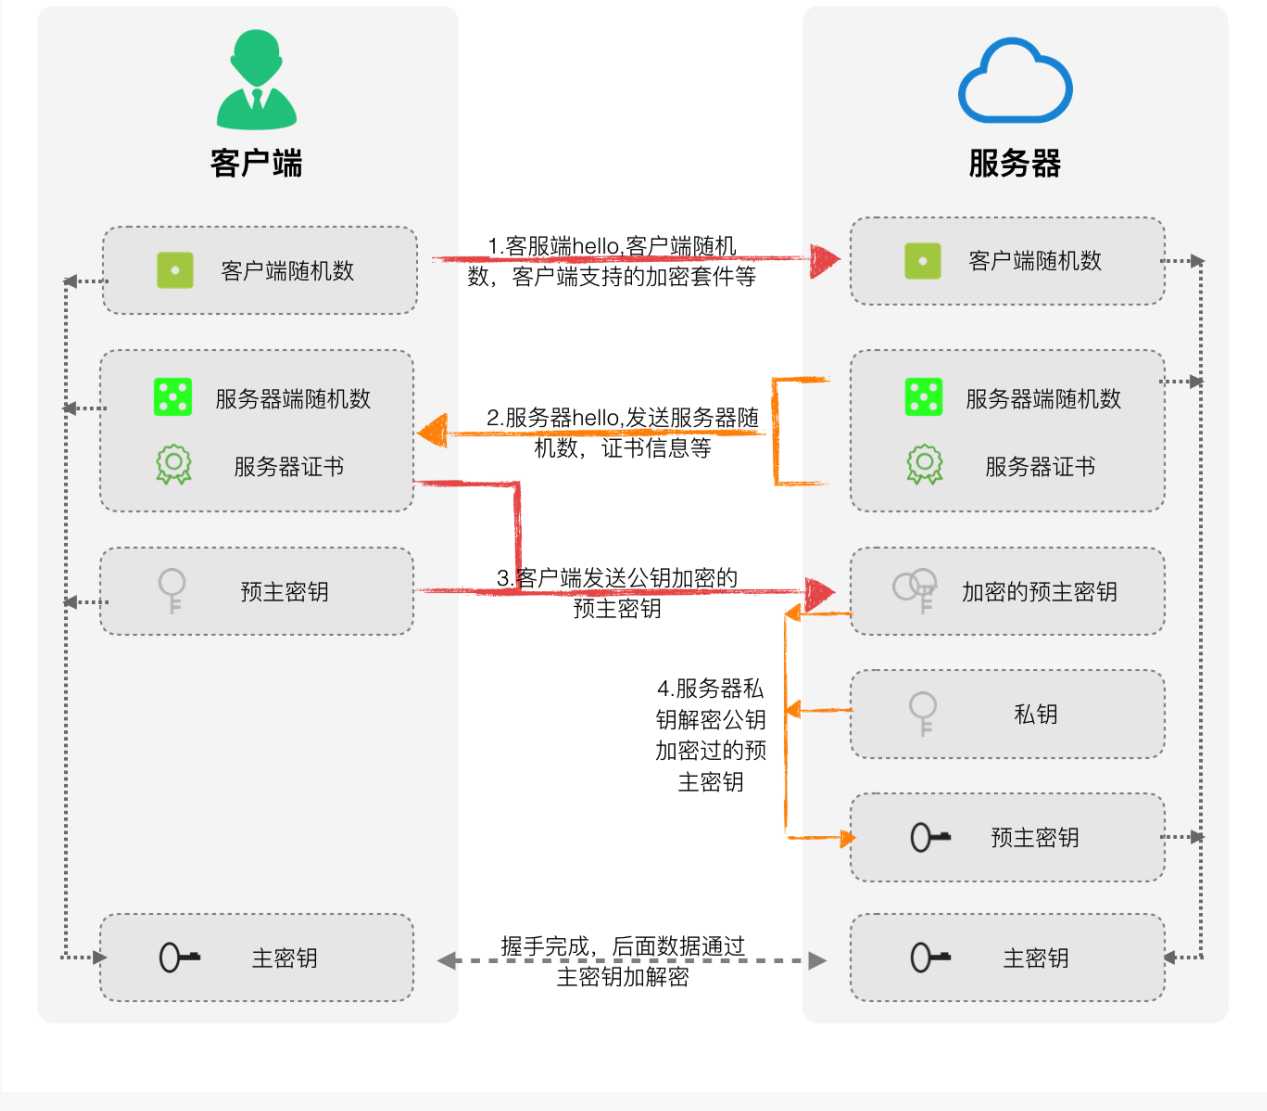 客户端
服务器
客户端随机数
1.客服端hello,客户端随机
数，客户端支持的加密套件等
客户端随机数
服务器端随机数
服务器证书
2.服务器hello,发送服务器随
机数，证书信息等
服务器端随机数
服务器证书
预主密钥
3.客户端发送公钥加密的
预主密钥
加密的预主密钥
4.服务器私
钥解密公钥
加密过的预
主密钥
私钥
预主密钥
主密钥
握手完成，后面数据通过
主密钥加解密
主密钥